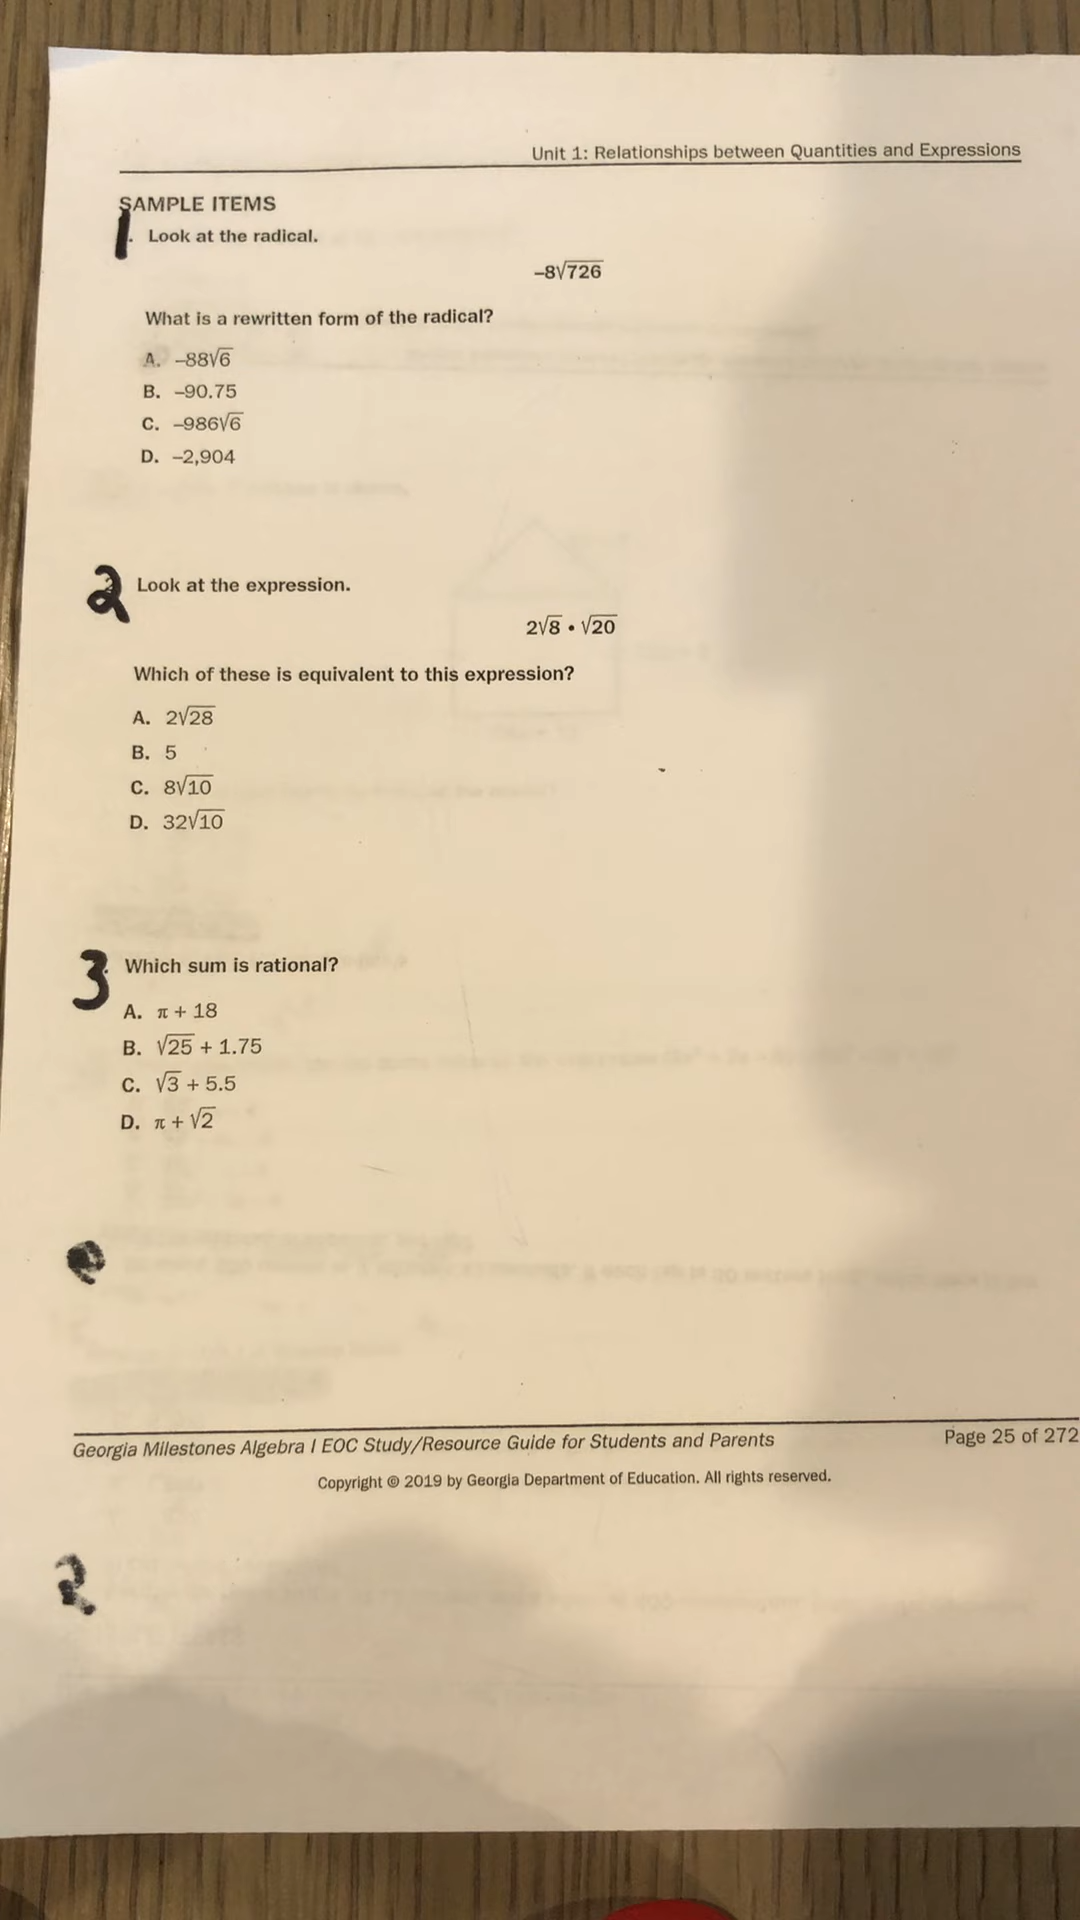 Unit 1: Relationships between Quantities and Expressions
SAMPLE ITEMS
1. Look at the radical.
–8√726
What is a rewritten form of the radical?
A. –88√6
B. –90.75
C. –986√6
D. –2,904
2 Look at the expression.
2√8 • √20
Which of these is equivalent to this expression?
A. 2√28
B. 5
C. 8√10
D. 32√10
3. Which sum is rational?
A. π + 18
B. √25 + 1.75
C. √3 + 5.5
D. π + √2
Georgia Milestones Algebra I EOC Study/Resource Guide for Students and Parents
Page 25 of 272
Copyright © 2019 by Georgia Department of Education. All rights reserved.
2